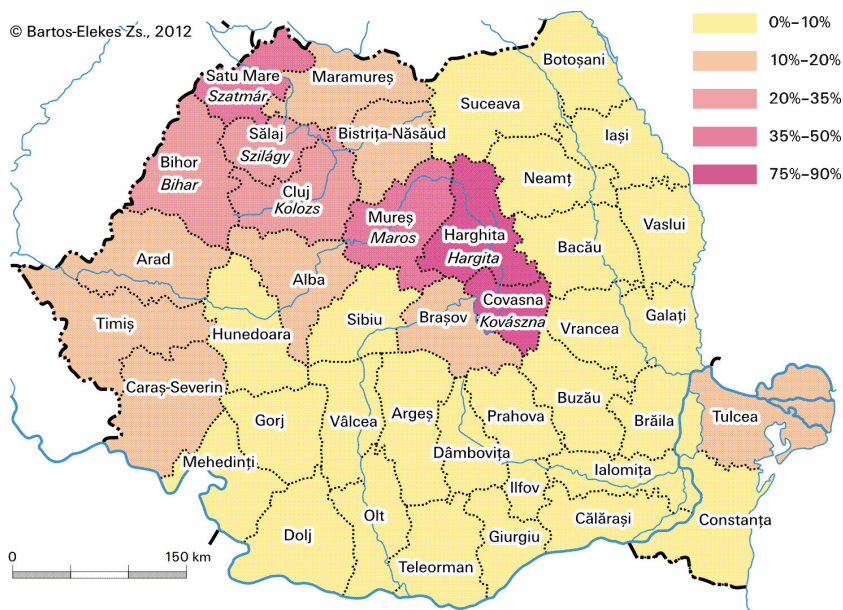 © Bartos-Elekes Zs., 2012
0%–10%
10%–20%
20%–35%
35%–50%
75%–90%
Botoșani
Satu Mare
Szatmár
Maramureș
Suceava
Iași
Sălaj
Szilágy
Bistrița-Năsăud
Bihor
Bihar
Neamț
Cluj
Kolozs
Mureș
Maros
Harghita
Hargita
Vaslui
Bacău
Arad
Alba
Covasna
Kovászna
Timiș
Hunedoara
Sibiu
Brașov
Vrancea
Galați
Caraș-Severin
Gorj
Vâlcea
Argeș
Prahova
Buzău
Brăila
Tulcea
Mehedinți
Dâmbovița
Ialomița
Ilfov
Olt
Dolj
Teleorman
Giurgiu
Călărași
Constanța
0
150 km